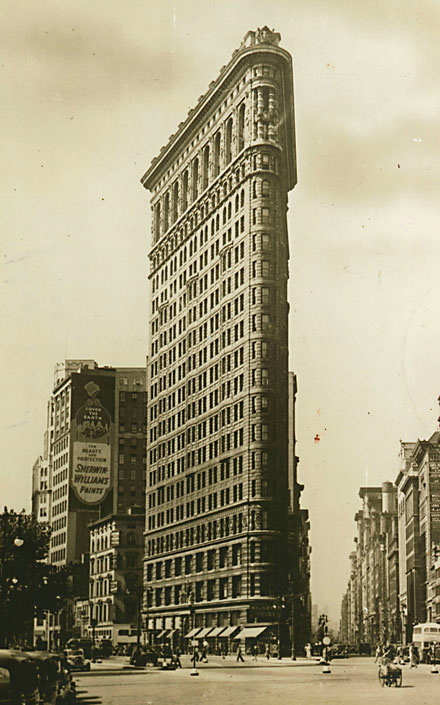 COVER
THE
EARTH
FOR
BEAUTY
AND
PROTECTION
SHERWIN-
WILLIAMS
PAINTS